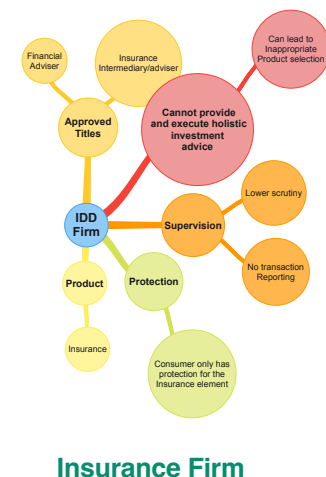 Can lead to
Inappropriate
Product selection
Financial
Adviser
Insurance
Intermediary/adviser
Approved
Titles
Cannot provide
and execute holistic
investment
advice
IDD
Firm
Supervision
Lower scrutiny
No transaction
Reporting
Product
Protection
Insurance
Consumer only has
protection for the
Insurance element
Insurance Firm